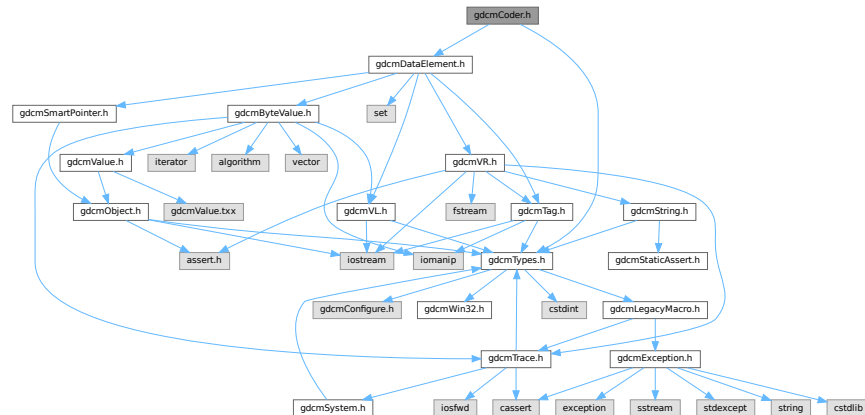 gdcmCoder.h
gdcmDataElement.h
gdcmSmartPointer.h
gdcmByteValue.h
set
gdcmValue.h
iterator
algorithm
vector
gdcmVR.h
gdcmObject.h
gdcmValue.txx
gdcmVL.h
fstream
gdcmTag.h
gdcmString.h
assert.h
iostream
iomanip
gdcmTypes.h
gdcmStaticAssert.h
gdcmConfigure.h
gdcmWin32.h
cstdint
gdcmLegacyMacro.h
gdcmTrace.h
gdcmException.h
gdcmSystem.h
iosfwd
cassert
exception
sstream
stdexcept
string
cstdlib